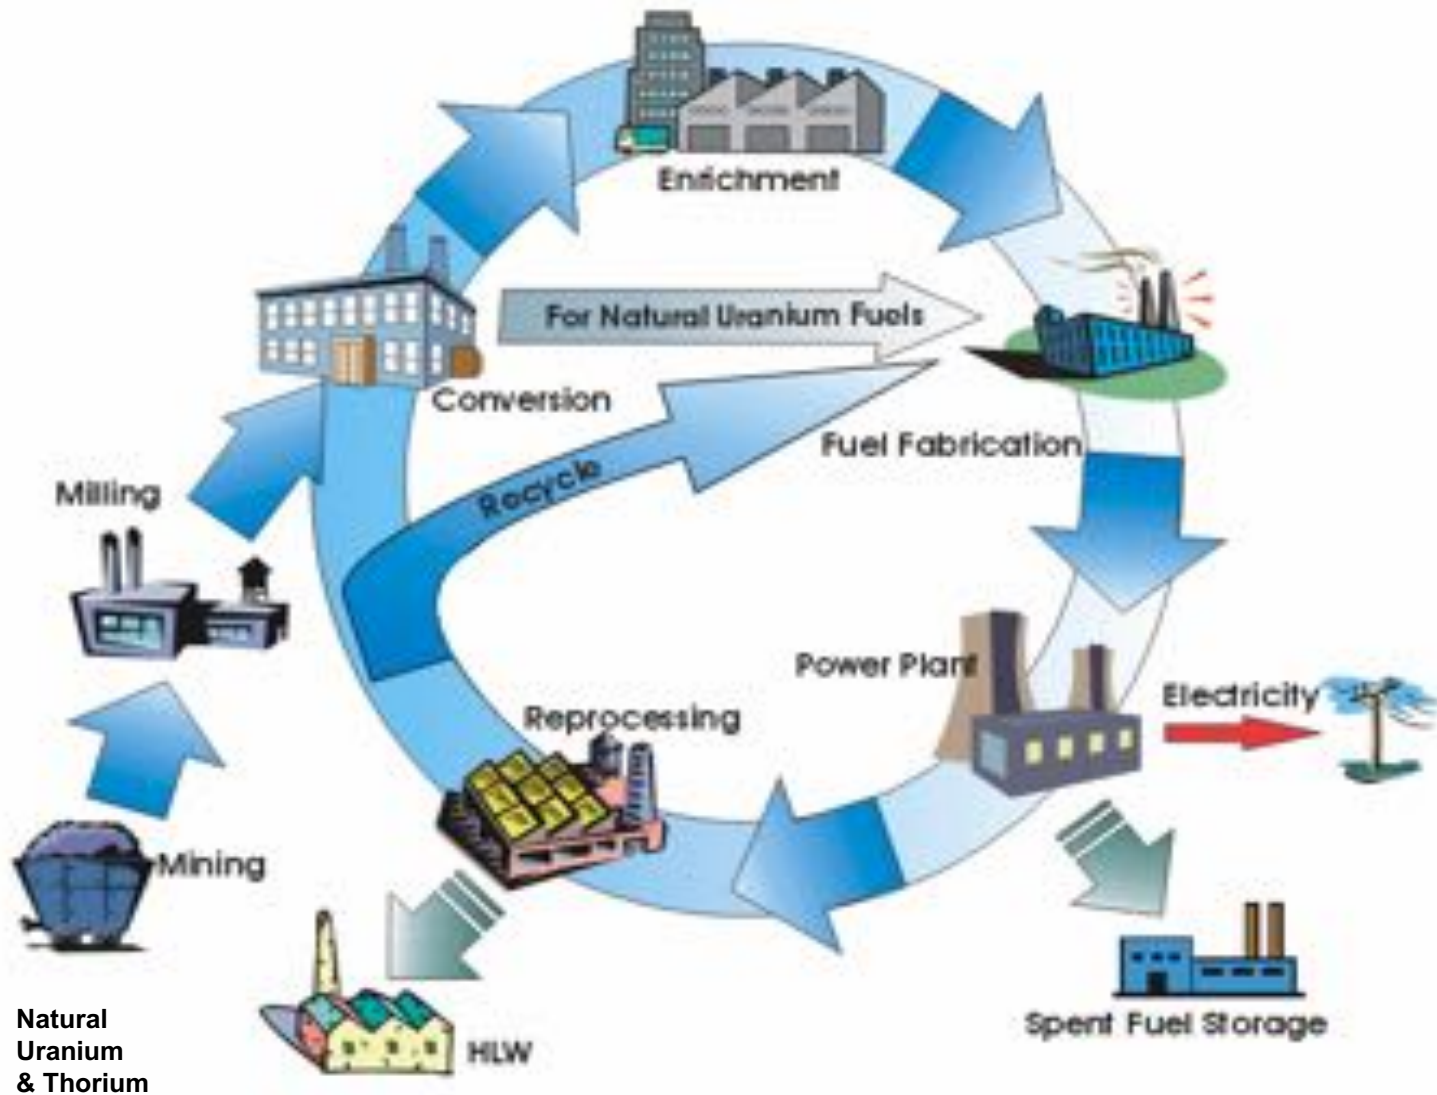 Enrichment
For Natural Uranium Fuels
Conversion
Fuel Fabrication
Recycle
Milling
Power Plant
Electricity
Reprocessing
Mining
Natural
Uranium
& Thorium
HLW
Spent Fuel Storage